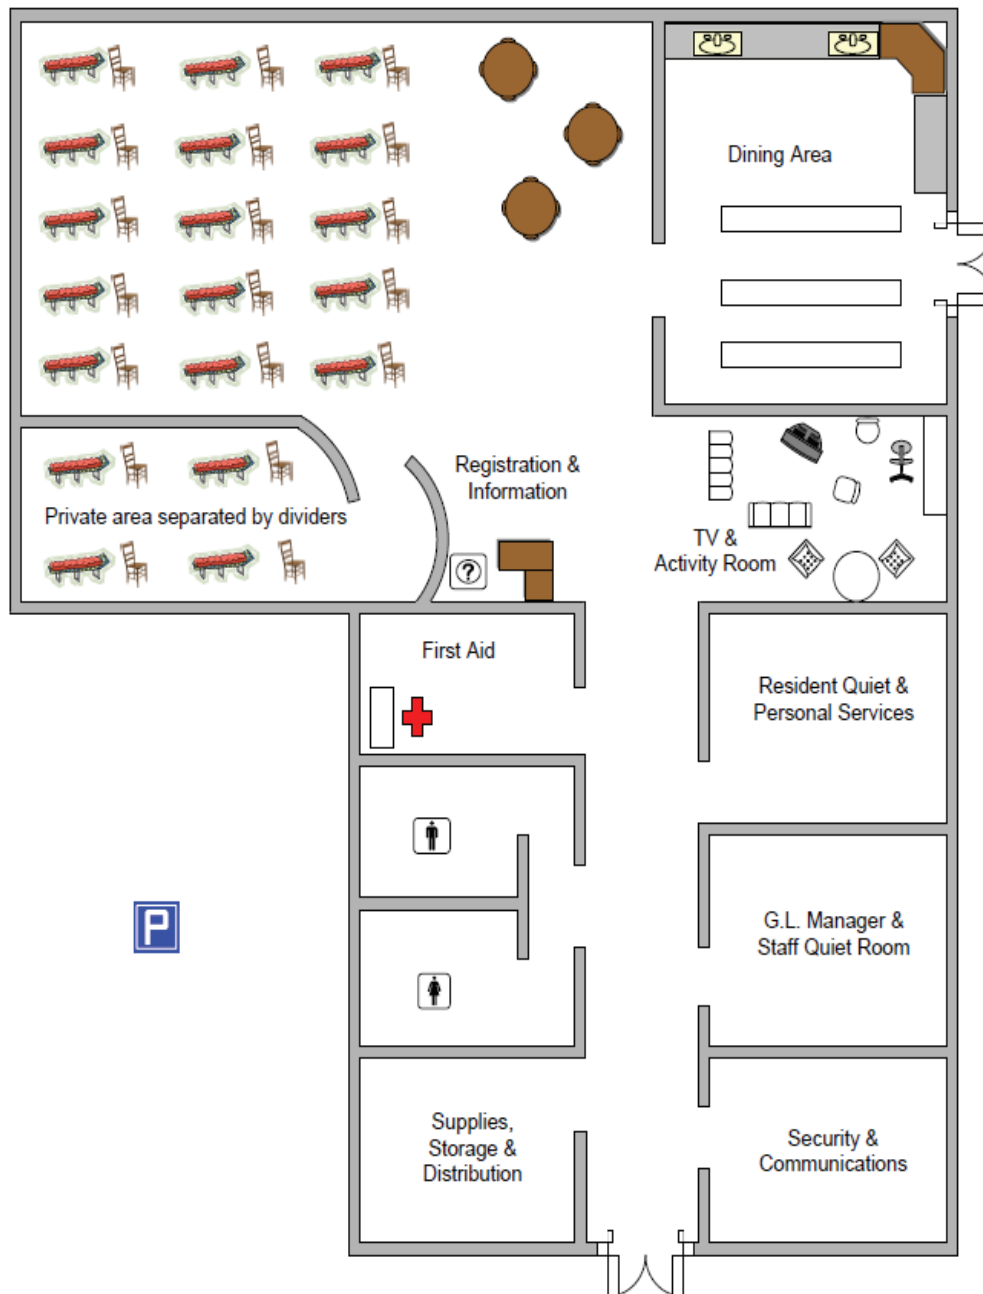 Dining Area
Registration &
Information
Private area separated by dividers
TV &
Activity Room
?
First Aid
Resident Quiet &
Personal Services
P
G.L. Manager &
Staff Quiet Room
Supplies,
Storage &
Distribution
Security &
Communications